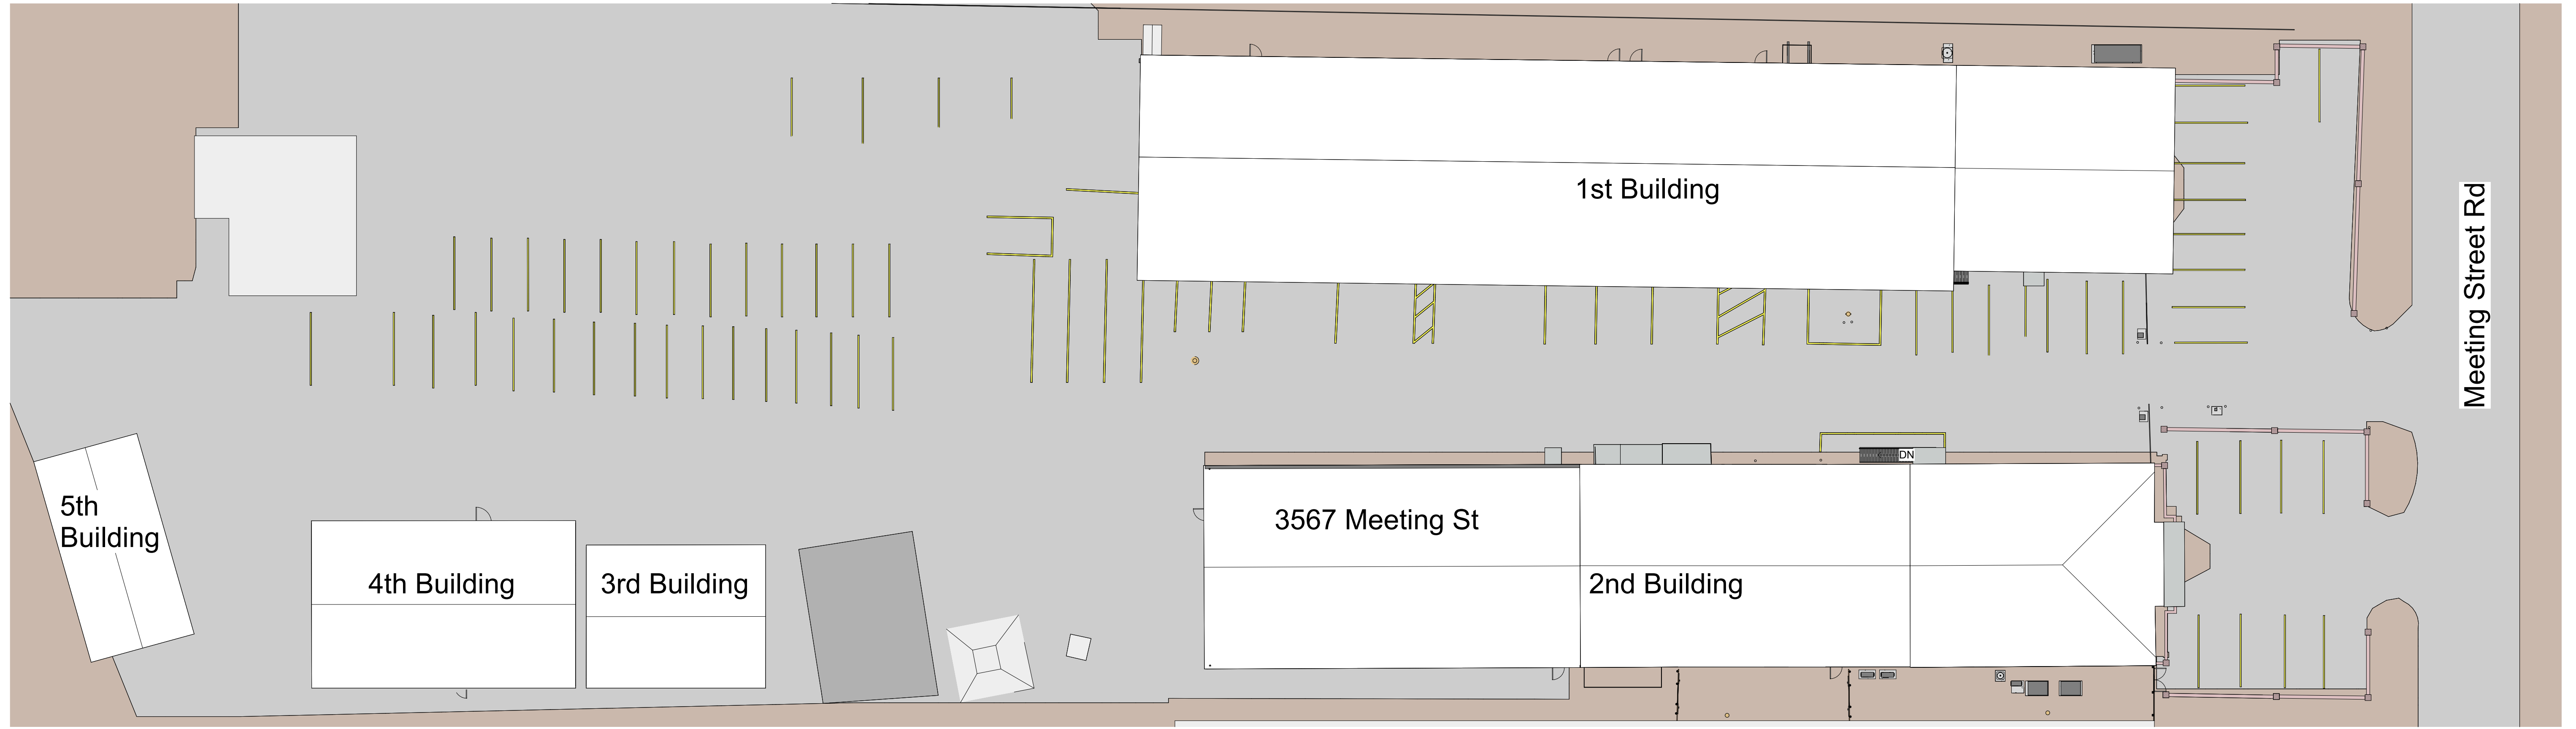 1st Building
Meeting Street Rd
DN
5th
Building
3567 Meeting St
4th Building
3rd Building
2nd Building